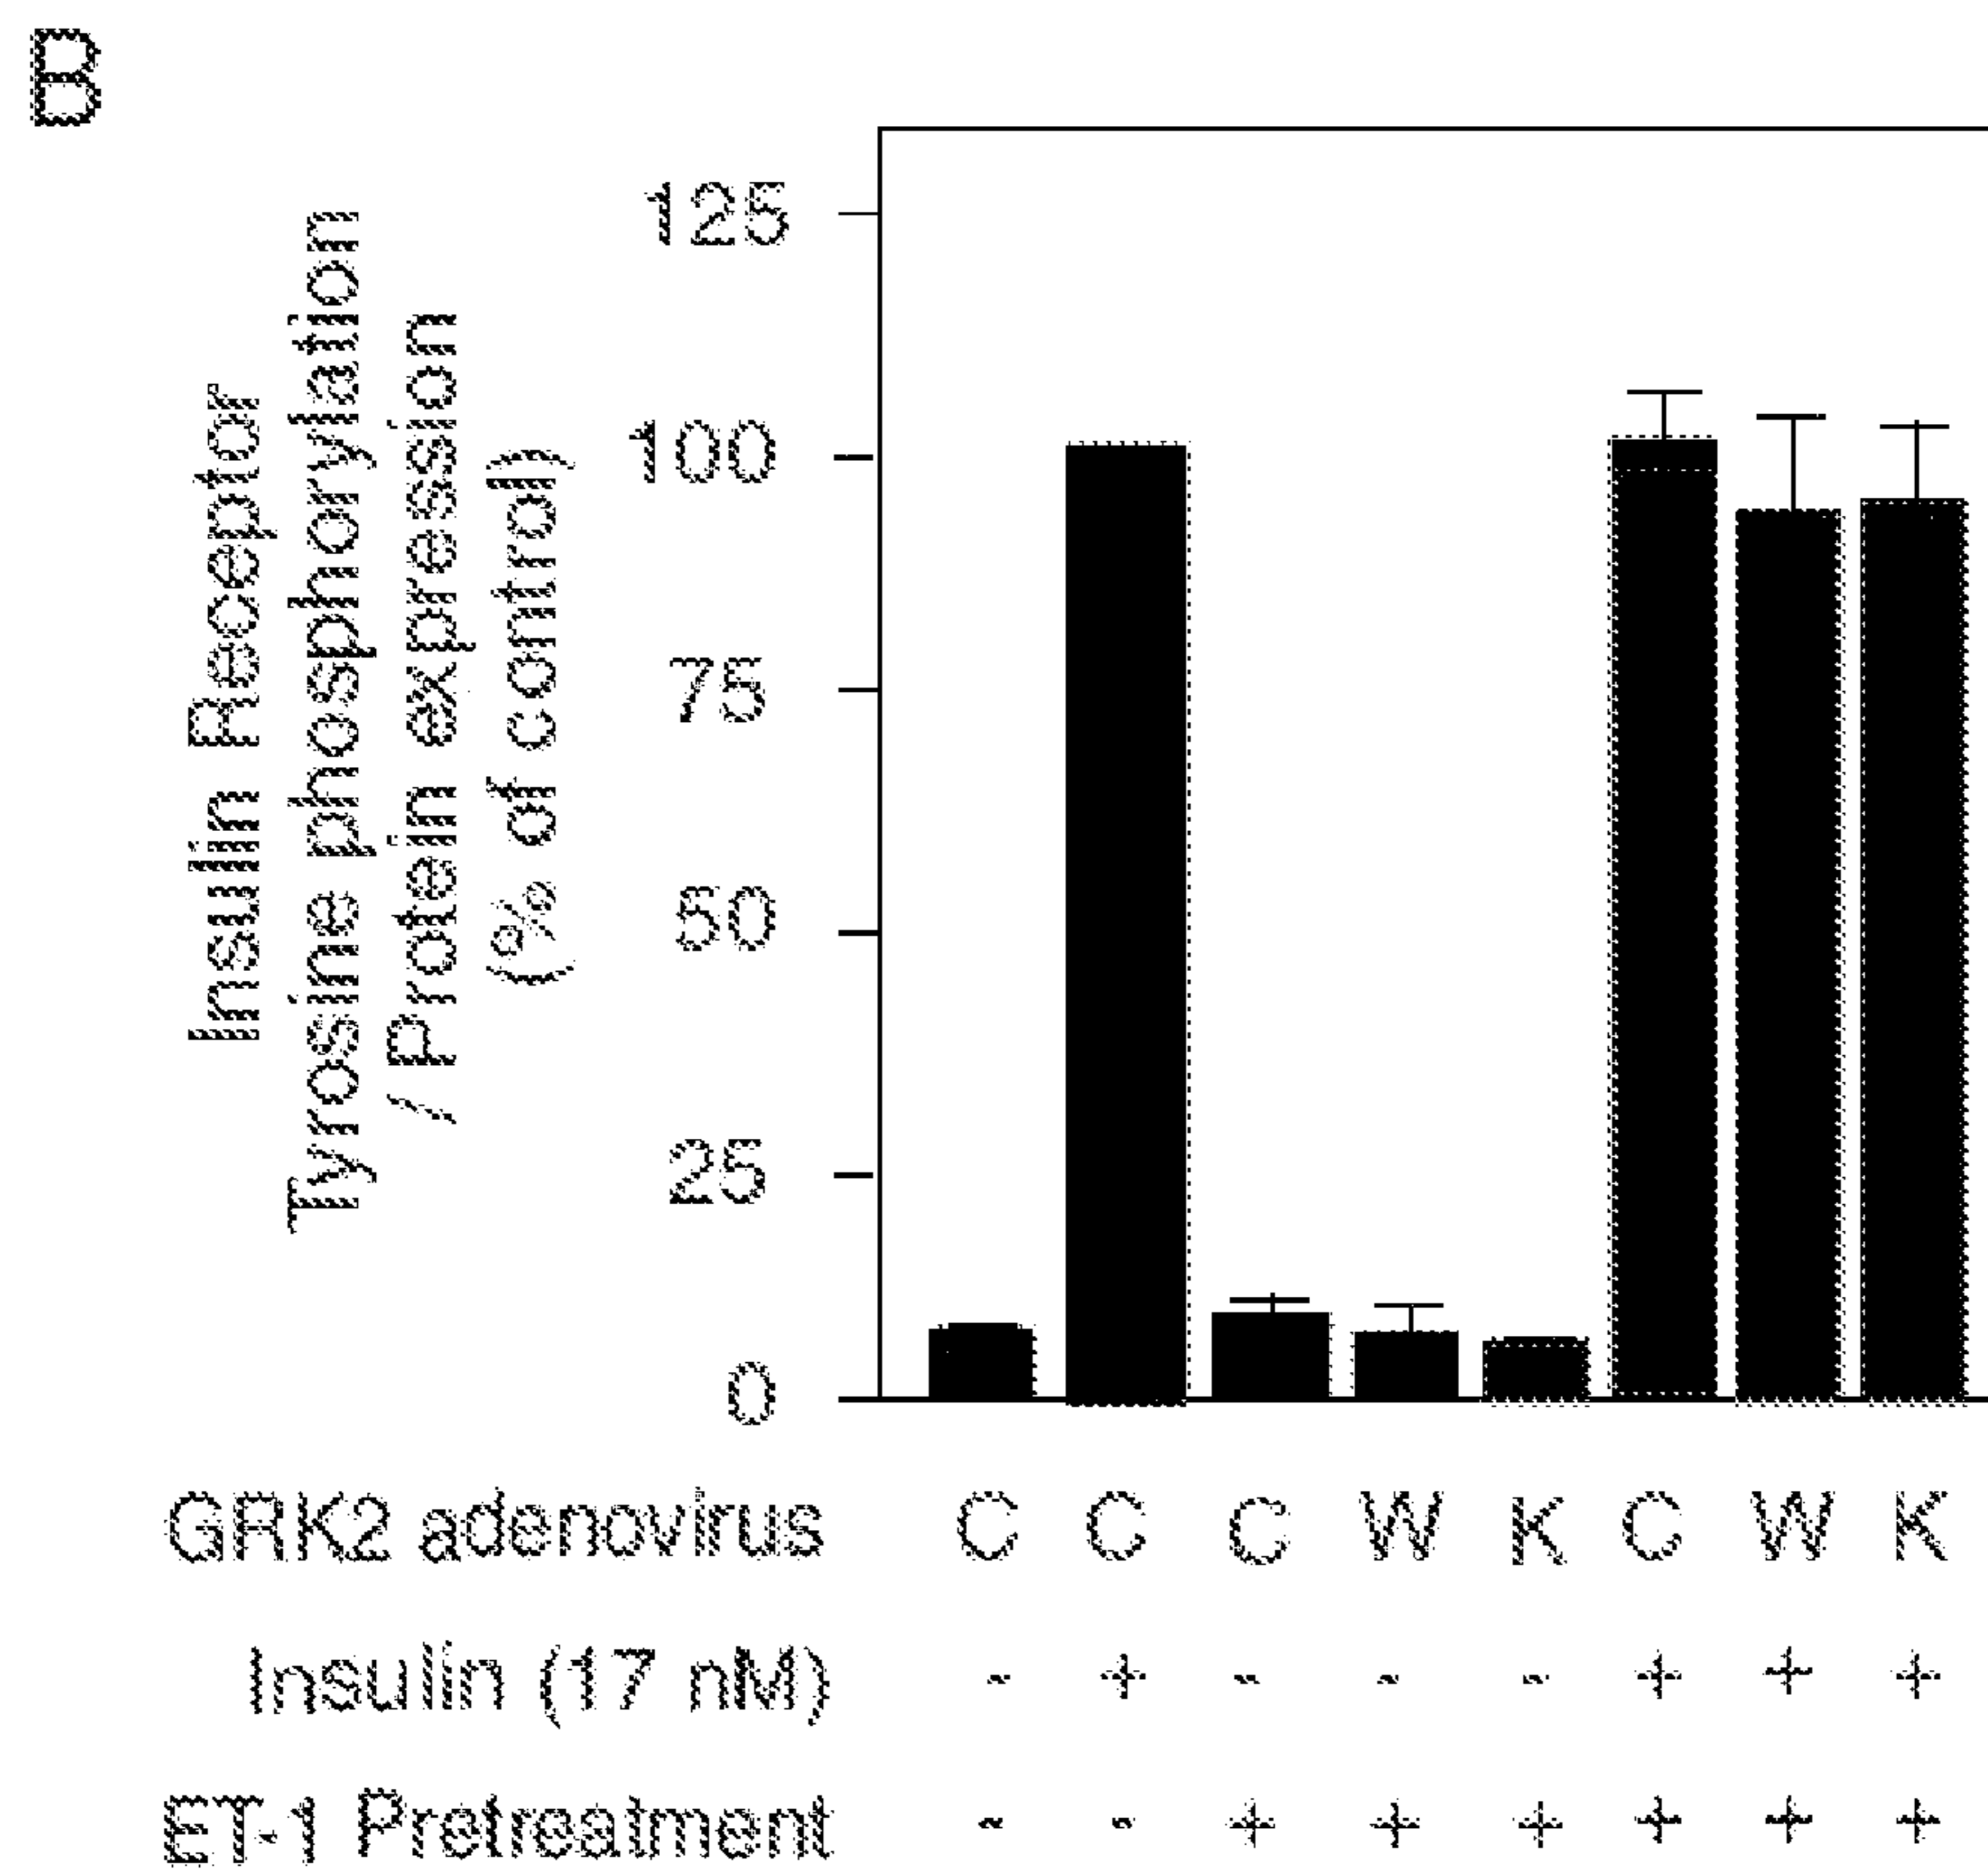 B
Insulin Receptor
Tyrosine phosphorylation
/ Protein expression
(% of control)
125
100
75
50
25
0
GRK2 adenovirus C C C W K C W K
Insulin (17 nM) - + - - - + + +
ET-1 Pretreatment - - + + + + + +